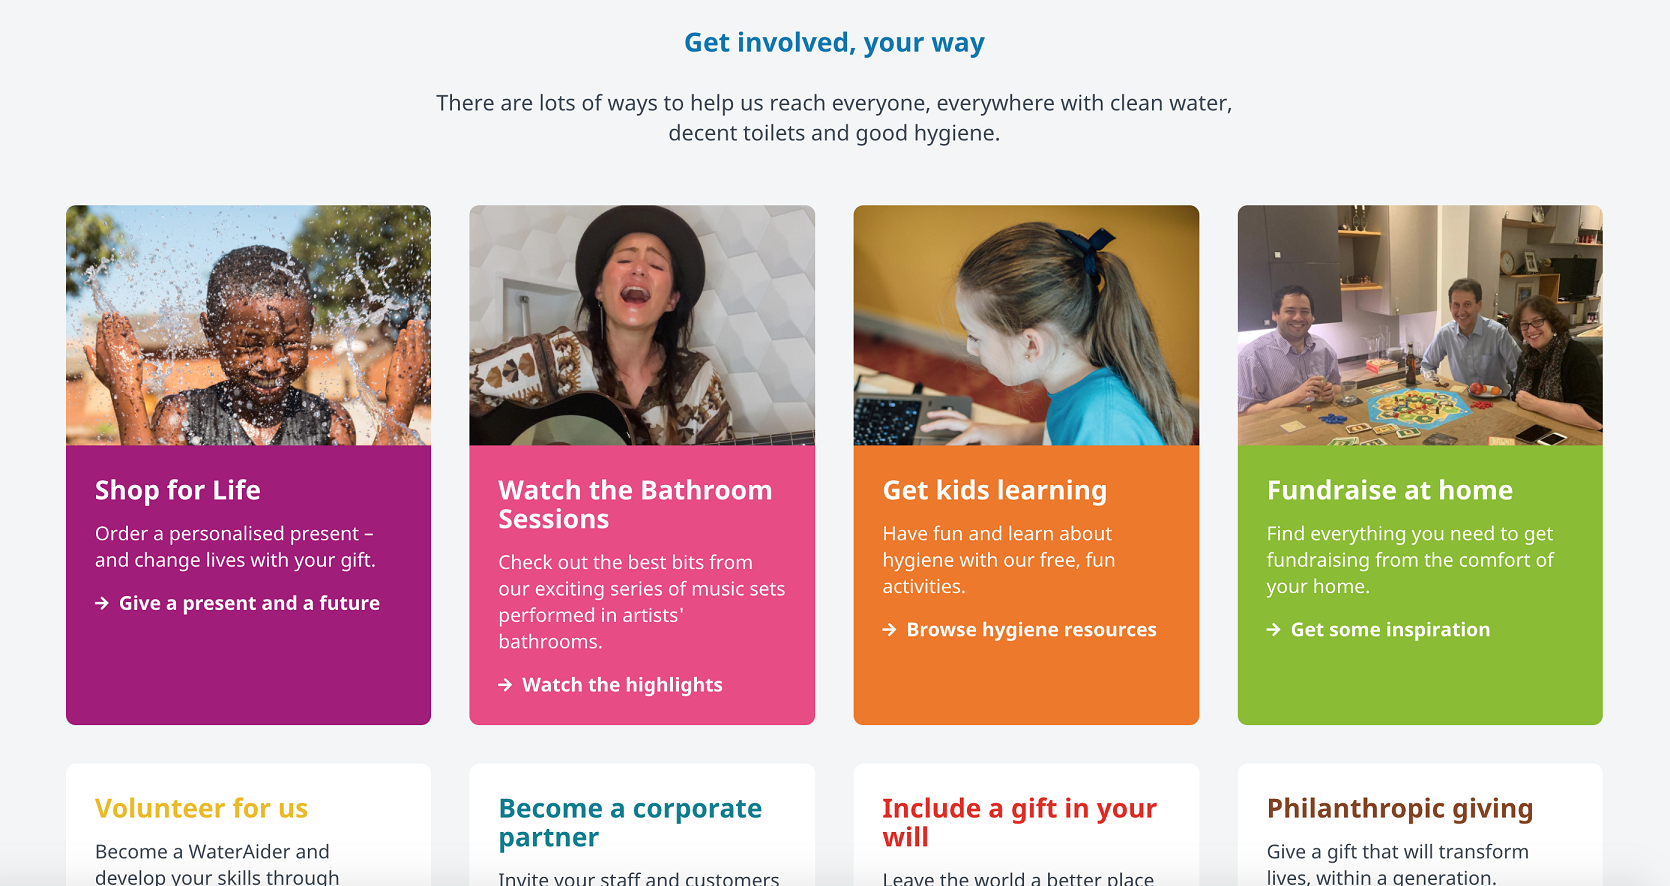 Get involved, your way
There are lots of ways to help us reach everyone, everywhere with clean water,
decent toilets and good hygiene.
Shop for Life
Order a personalised present –
and change lives with your gift.
→ Give a present and a future
Watch the Bathroom
Sessions
Check out the best bits from
our exciting series of music sets
performed in artists'
bathrooms.
→ Watch the highlights
Get kids learning
Have fun and learn about
hygiene with our free, fun
activities.
→ Browse hygiene resources
Fundraise at home
Find everything you need to get
fundraising from the comfort of
your home.
→ Get some inspiration
Volunteer for us
Become a WaterAider and
develop your skills through
Become a corporate
partner
Invite your staff and customers
Include a gift in your
will
Leave the world a better place
Philanthropic giving
Give a gift that will transform
lives, within a generation.